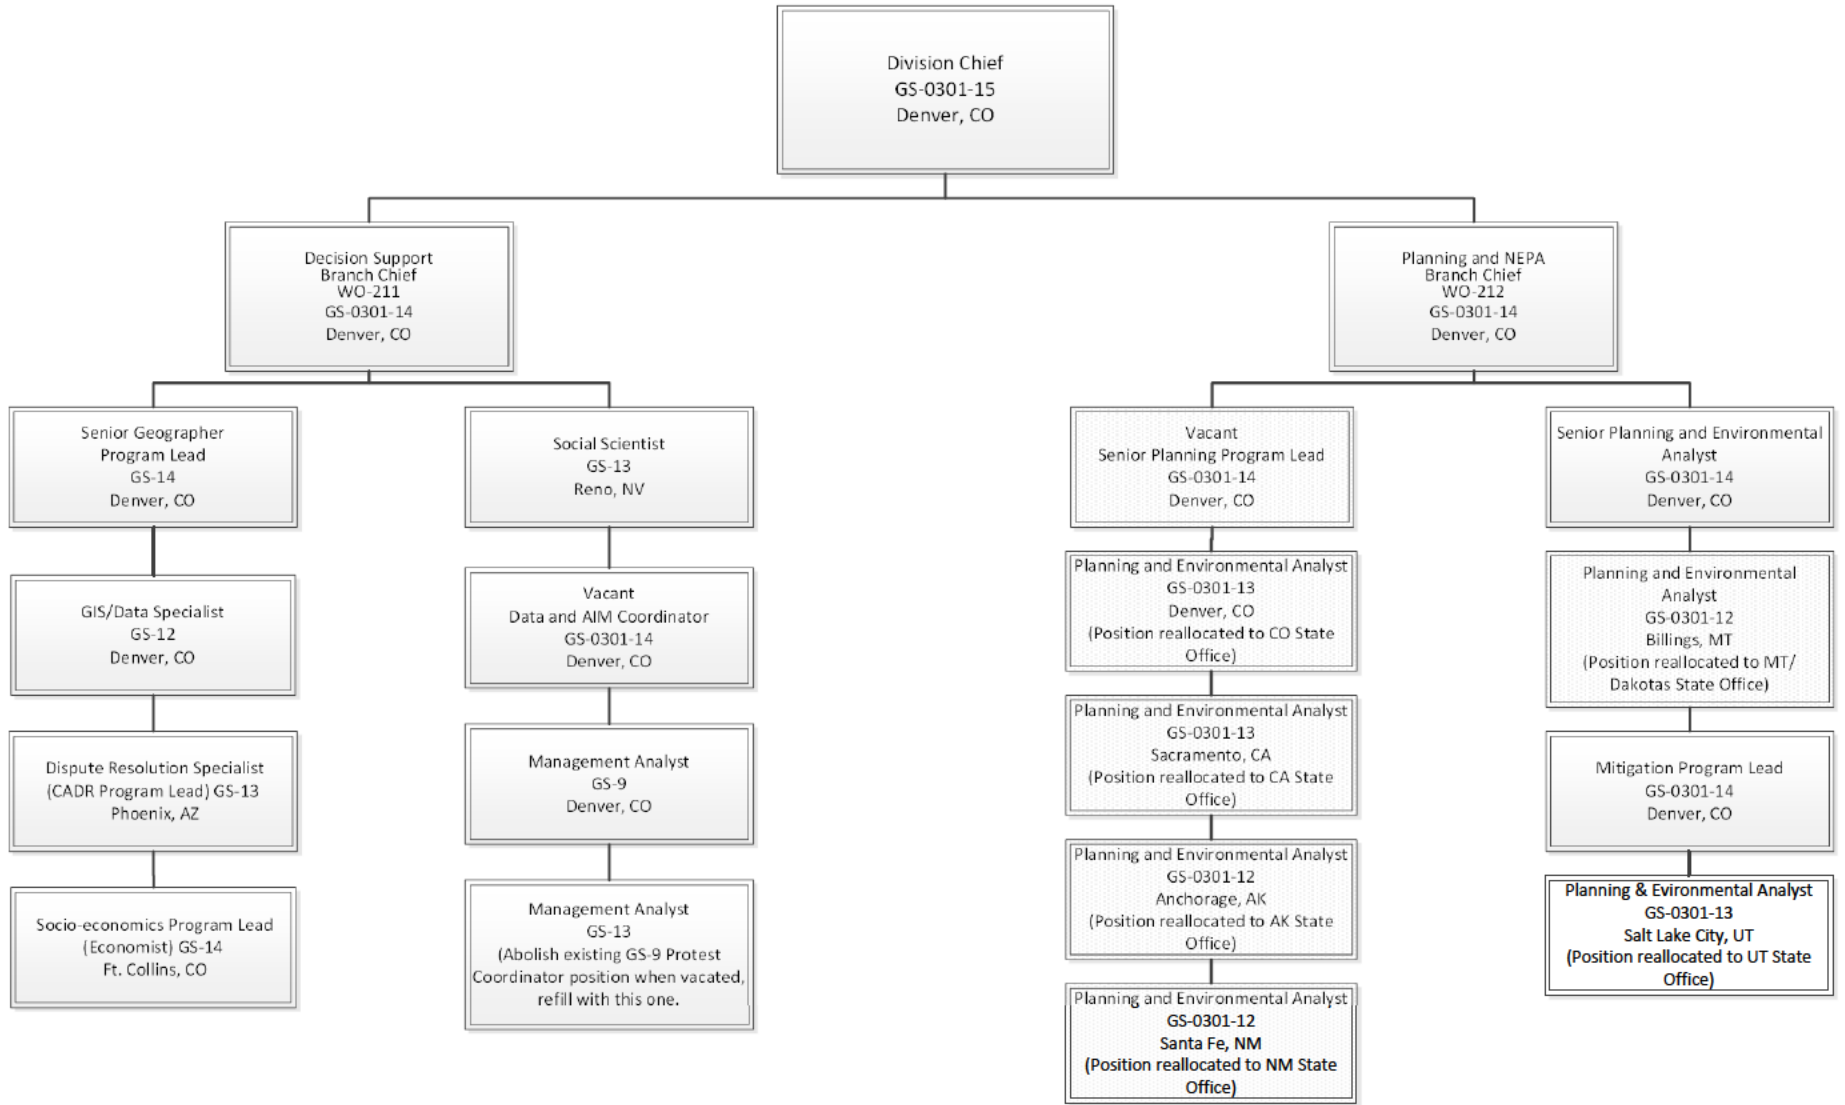 Division Chief
GS-0301-15
Denver, CO
Decision Support
Branch Chief
WO-211
GS-0301-14
Denver, CO
Planning and NEPA
Branch Chief
WO-212
GS-0301-14
Denver, CO
Senior Geographer
Program Lead
GS-14
Denver, CO
GIS/Data Specialist
GS-12
Denver, CO
Dispute Resolution Specialist
(CADR Program Lead) GS-13
Phoenix, AZ
Socio-economics Program Lead
(Economist) GS-14
Ft. Collins, CO
Social Scientist
GS-13
Reno, NV
Vacant
Data and AIM Coordinator
GS-0301-14
Denver, CO
Management Analyst
GS-9
Denver, CO
Management Analyst
GS-13
(Abolish existing GS-9 Protest
Coordinator position when vacated,
refill with this one.
Vacant
Senior Planning Program Lead
GS-0301-14
Denver, CO
Planning and Environmental Analyst
GS-0301-13
Denver, CO
(Position reallocated to CO State
Office)
Planning and Environmental Analyst
GS-0301-13
Sacramento, CA
(Position reallocated to CA State
Office)
Planning and Environmental Analyst
GS-0301-12
Anchorage, AK
(Position reallocated to AK State
Office)
Planning and Environmental Analyst
GS-0301-12
Santa Fe, NM
(Position reallocated to NM State
Office)
Senior Planning and Environmental
Analyst
GS-0301-14
Denver, CO
Planning and Environmental
Analyst
GS-0301-12
Billings, MT
(Position reallocated to MT/
Dakotas State Office)
Mitigation Program Lead
GS-0301-14
Denver, CO
Planning & Evironmental Analyst
GS-0301-13
Salt Lake City, UT
(Position reallocated to UT State
Office)